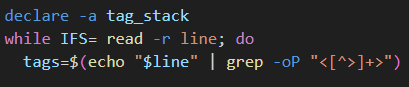 declare -a tag_stack
while IFS= read -r line; do
  tags=$(echo "$line" | grep -oP "<[^>]+>")